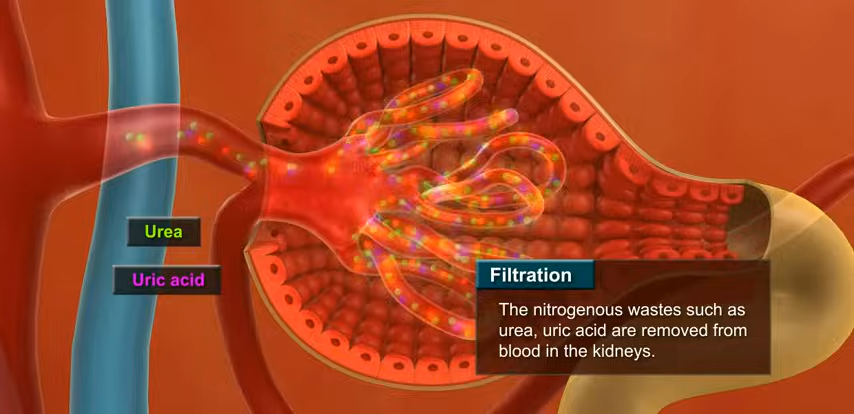 Urea
Uric acid
Filtration
The nitrogenous wastes such as
urea, uric acid are removed from
blood in the kidneys.